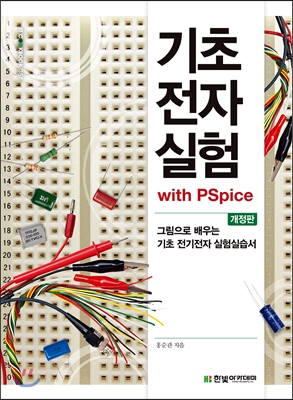 기초
전자
실험
with PSpice
개정판
그림으로 배우는
기초 전기전자 실험실습서
홍순관 지음
한빛아카데미